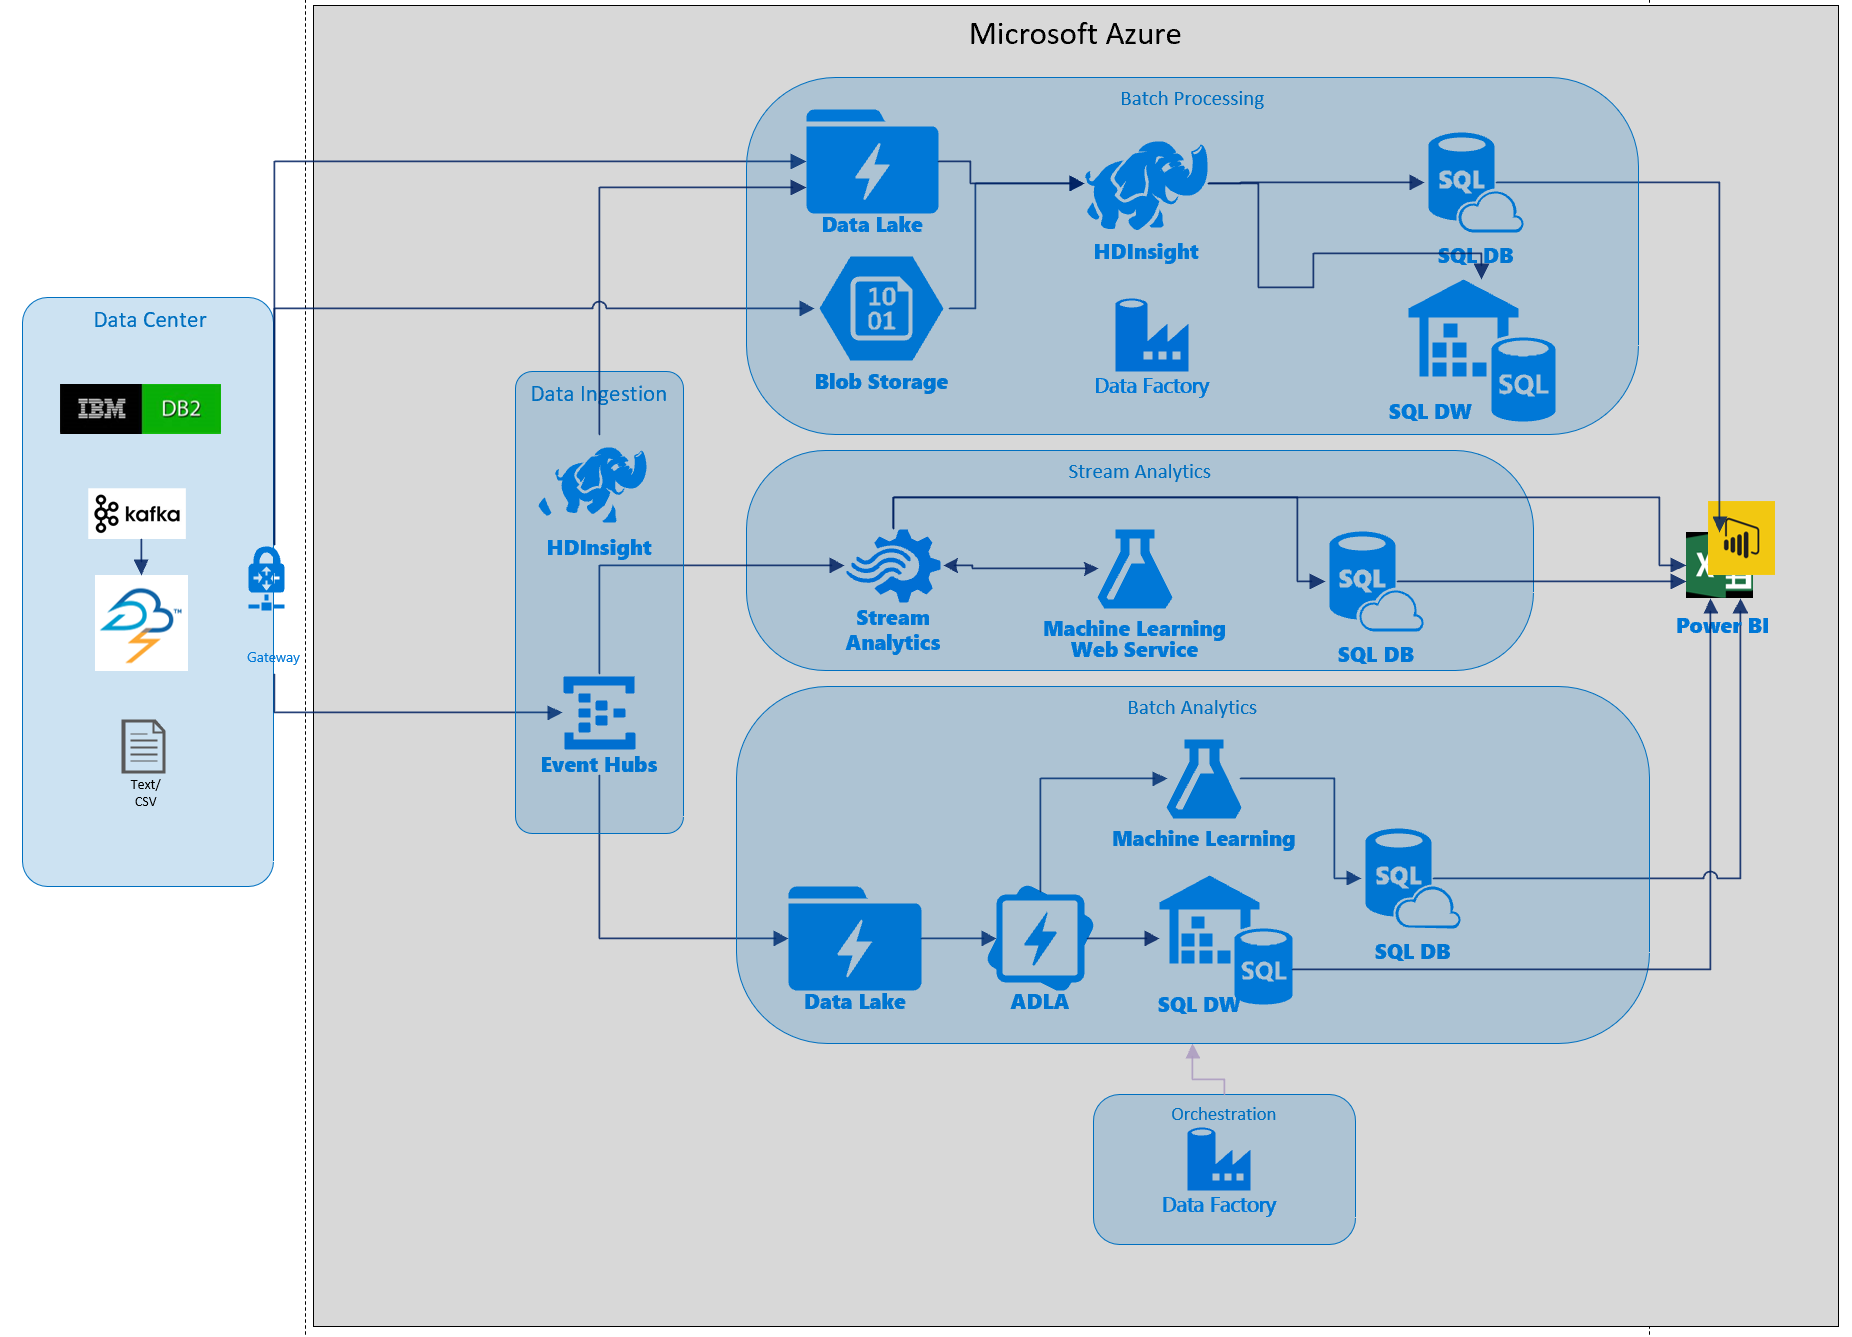 Microsoft Azure
Batch Processing
Data Lake
HDInsight
SQL
SQL DB
10
01
Blob Storage
Data Factory
SQL
SQL DW
Data Center
IBM DB2
kafka
TM
Text/
CSV
Gateway
Data Ingestion
HDInsight
Event Hubs
Stream Analytics
Stream
Analytics
Machine Learning
Web Service
SQL
SQL DB
X
Power BI
Batch Analytics
Machine Learning
SQL
SQL DB
Data Lake
ADLA
SQL
SQL DW
Orchestration
Data Factory